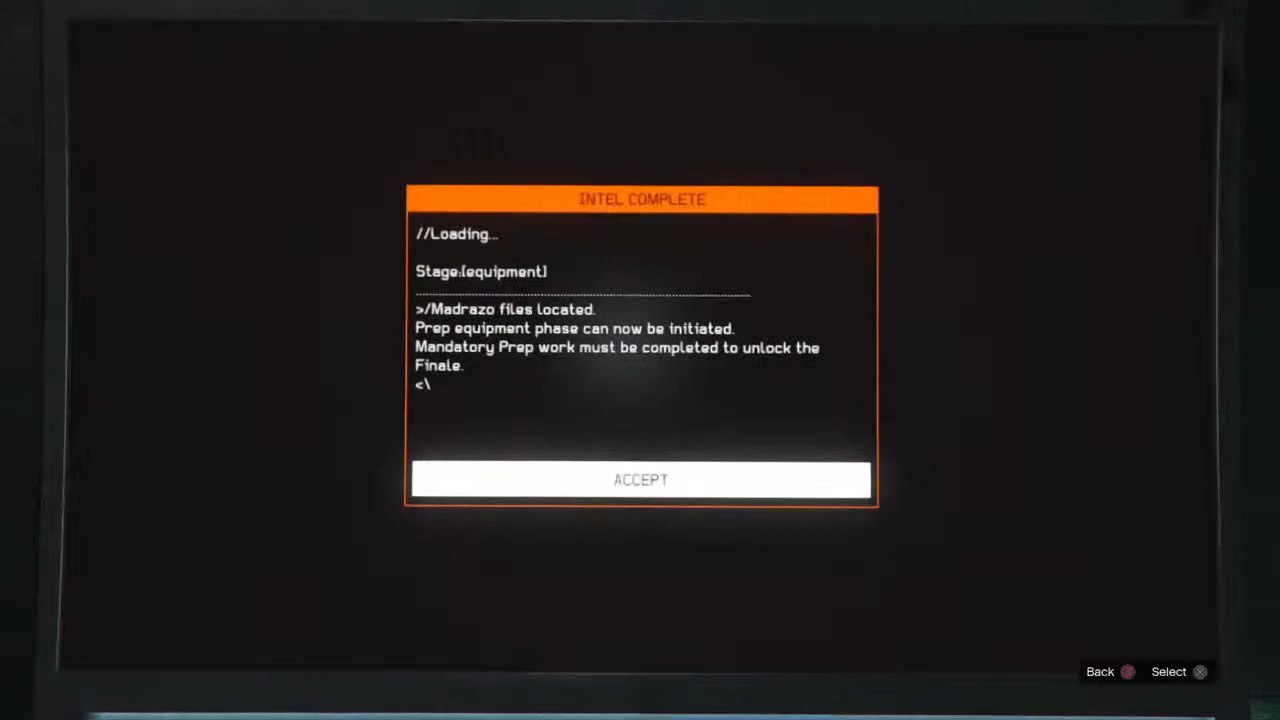 INTEL COMPLETE
//Loading...
Stage:[equipment]
>/Madrazo files located.
Prep equipment phase can now be initiated.
Mandatory Prep work must be completed to unlock the
Finale.
<\
ACCEPT
Back Select